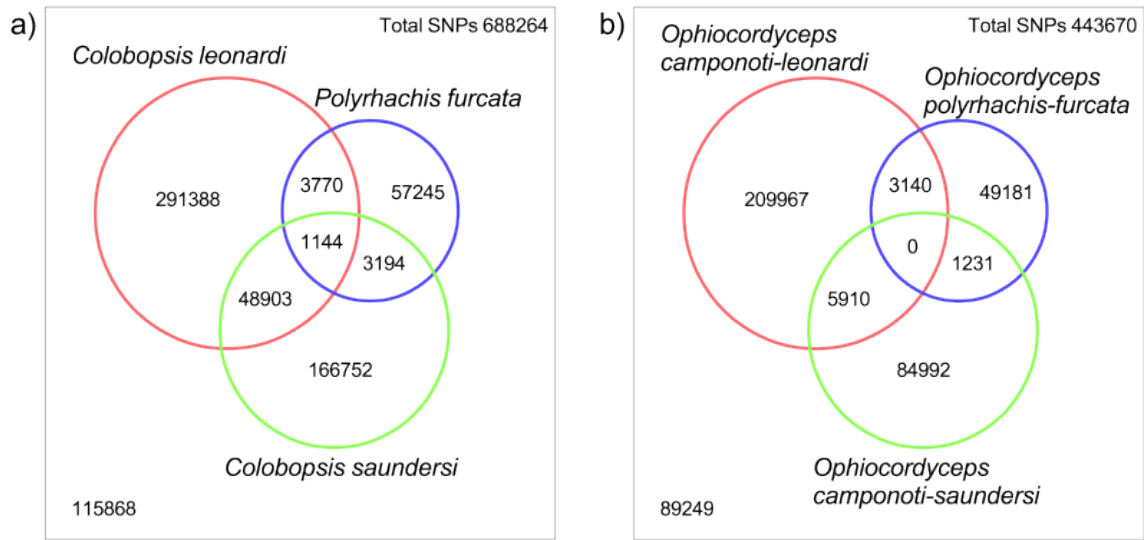 a)
Total SNPs 688264
Colobopsis leonardi
Polyrhachis furcata
291388
3770
57245
1144
3194
48903
166752
Colobopsis saundersi
115868
b)
Total SNPs 443670
Ophiocordyceps
camponoti-leonardi
Ophiocordyceps
polyrhachis-furcata
209967
3140
49181
0
1231
5910
84992
Ophiocordyceps
camponoti-saundersi
89249